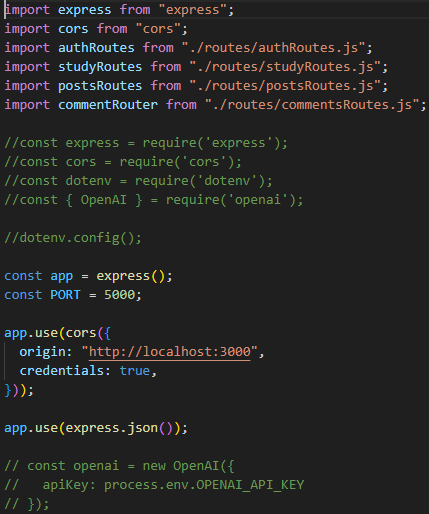 import express from "express";
import cors from "cors";
import authRoutes from "./routes/authRoutes.js";
import studyRoutes from "./routes/studyRoutes.js";
import postsRoutes from "./routes/postsRoutes.js";
import commentRouter from "./routes/commentsRoutes.js";
//const express = require('express');
//const cors = require('cors');
//const dotenv = require('dotenv');
//const { OpenAI } = require('openai');
//dotenv.config();
const app = express();
const PORT = 5000;
app.use(cors({
  origin: "http://localhost:3000",
  credentials: true,
}));
app.use(express.json());
// const openai = new OpenAI({
//   apiKey: process.env.OPENAI_API_KEY
// });